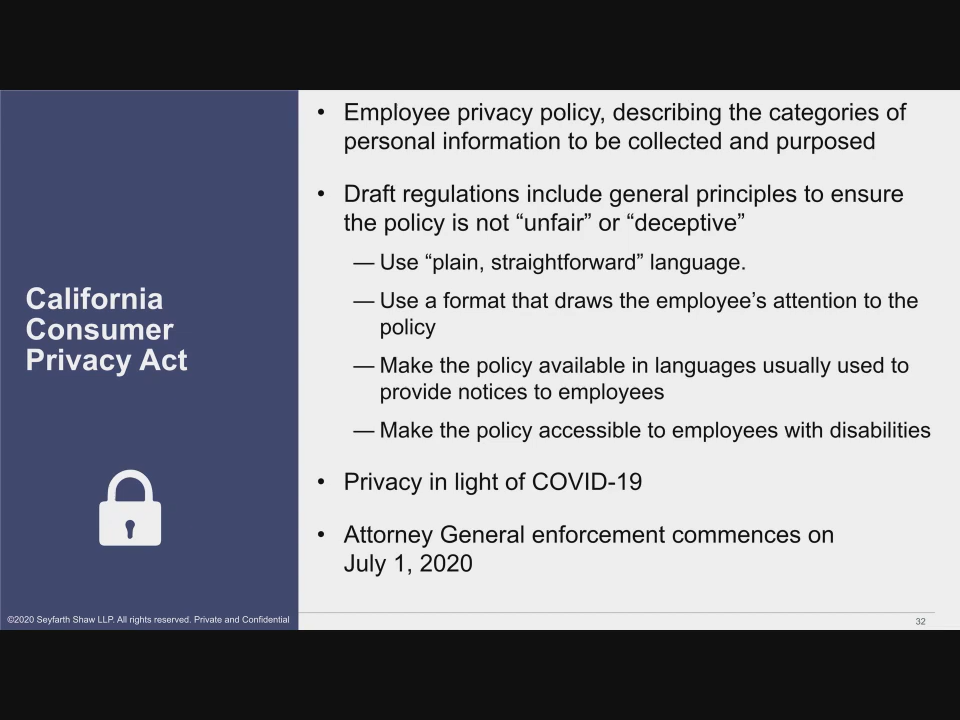 California
Consumer
Privacy Act
• Employee privacy policy, describing the categories of
personal information to be collected and purposed
• Draft regulations include general principles to ensure
the policy is not “unfair” or “deceptive”
— Use “plain, straightforward” language.
— Use a format that draws the employee’s attention to the
policy
— Make the policy available in languages usually used to
provide notices to employees
— Make the policy accessible to employees with disabilities
• Privacy in light of COVID-19
• Attorney General enforcement commences on
July 1, 2020
©2020 Seyfarth Shaw LLP. All rights reserved. Private and Confidential
32